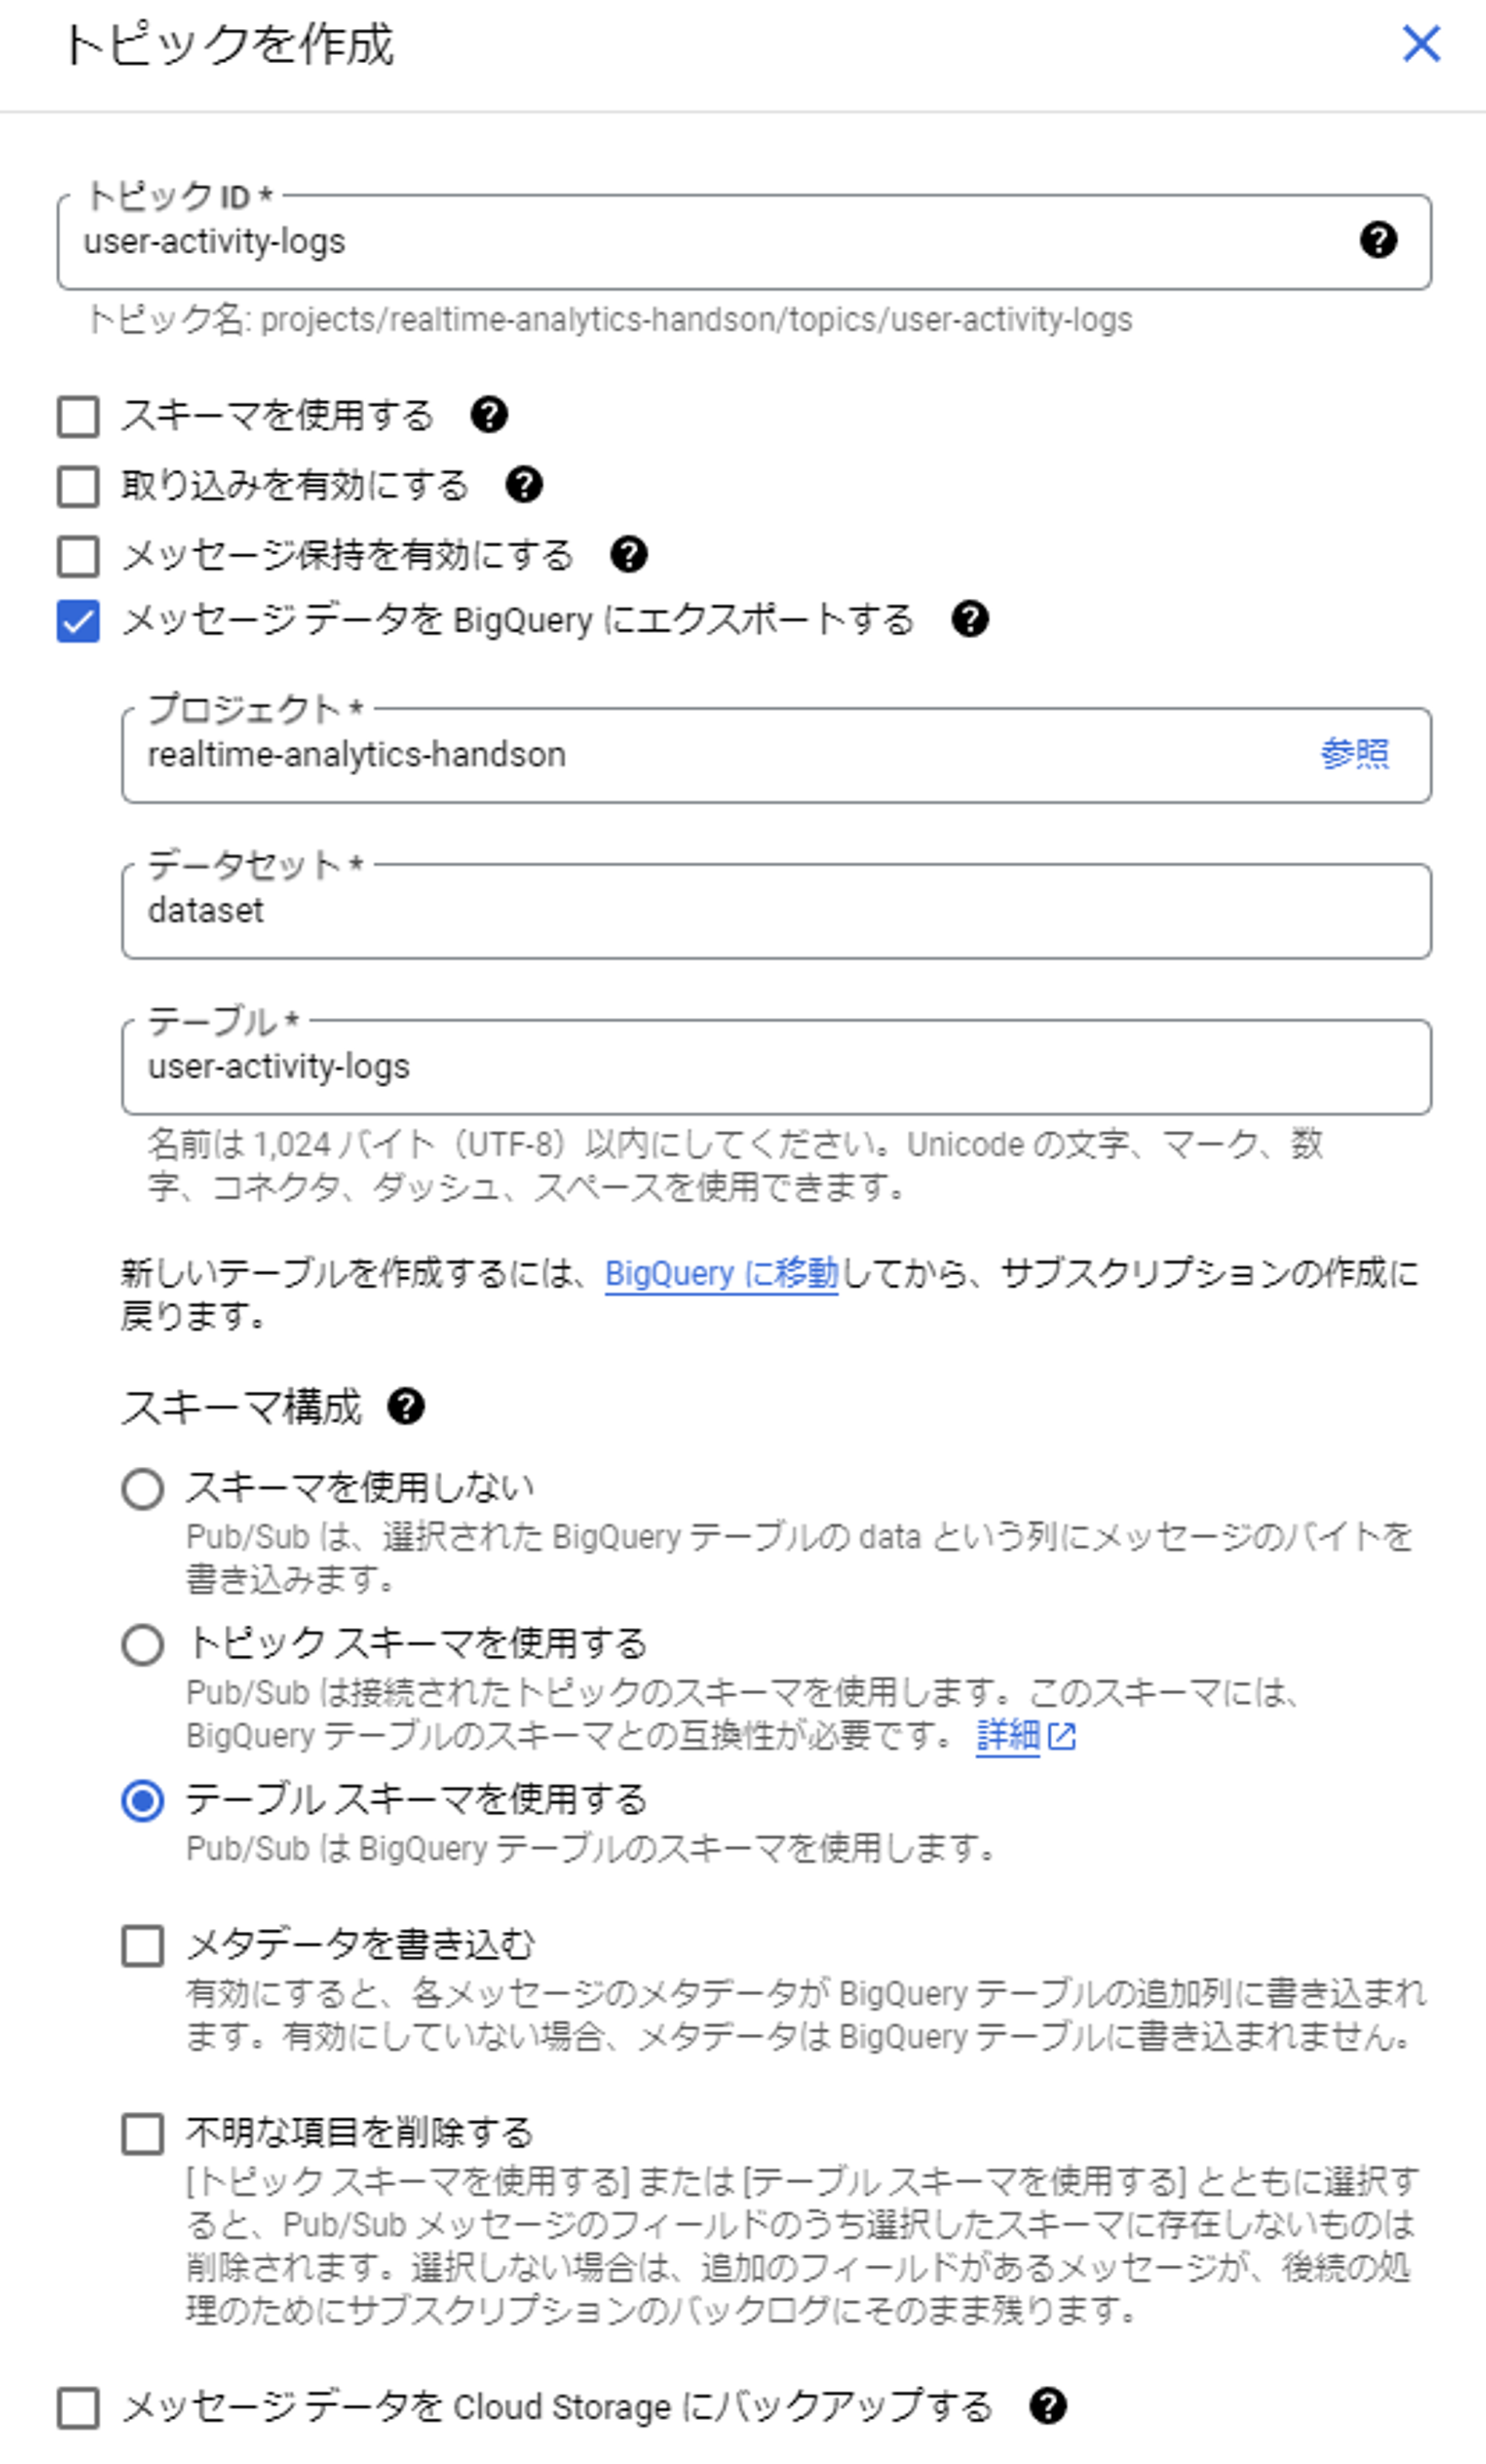 トピックを作成
トピック ID *
user-activity-logs
トピック名: projects/realtime-analytics-handson/topics/user-activity-logs
スキーマを使用する
取り込みを有効にする
メッセージ保持を有効にする
メッセージ データを BigQuery にエクスポートする
プロジェクト *
realtime-analytics-handson
参照
データセット *
dataset
テーブル *
user-activity-logs
名前は 1,024 バイト（UTF-8）以内にしてください。Unicode の文字、マーク、数
字、コネクタ、ダッシュ、スペースを使用できます。
新しいテーブルを作成するには、BigQuery に移動してから、サブスクリプションの作成に
戻ります。
スキーマ構成
スキーマを使用しない
Pub/Sub は、選択された BigQuery テーブルの data という列にメッセージのバイトを
書き込みます。
トピック スキーマを使用する
Pub/Sub は接続されたトピックのスキーマを使用します。このスキーマには、
BigQuery テーブルのスキーマとの互換性が必要です。 詳細
テーブル スキーマを使用する
Pub/Sub は BigQuery テーブルのスキーマを使用します。
メタデータを書き込む
有効にすると、各メッセージのメタデータが BigQuery テーブルの追加列に書き込まれ
ます。有効にしていない場合、メタデータは BigQuery テーブルに書き込まれません。
不明な項目を削除する
[トピック スキーマを使用する] または [テーブル スキーマを使用する] とともに選択す
ると、Pub/Sub メッセージのフィールドのうち選択したスキーマに存在しないものは
削除されます。選択しない場合は、追加のフィールドがあるメッセージが、後続の処
理のためにサブスクリプションのバックログにそのまま残ります。
メッセージ データを Cloud Storage にバックアップする